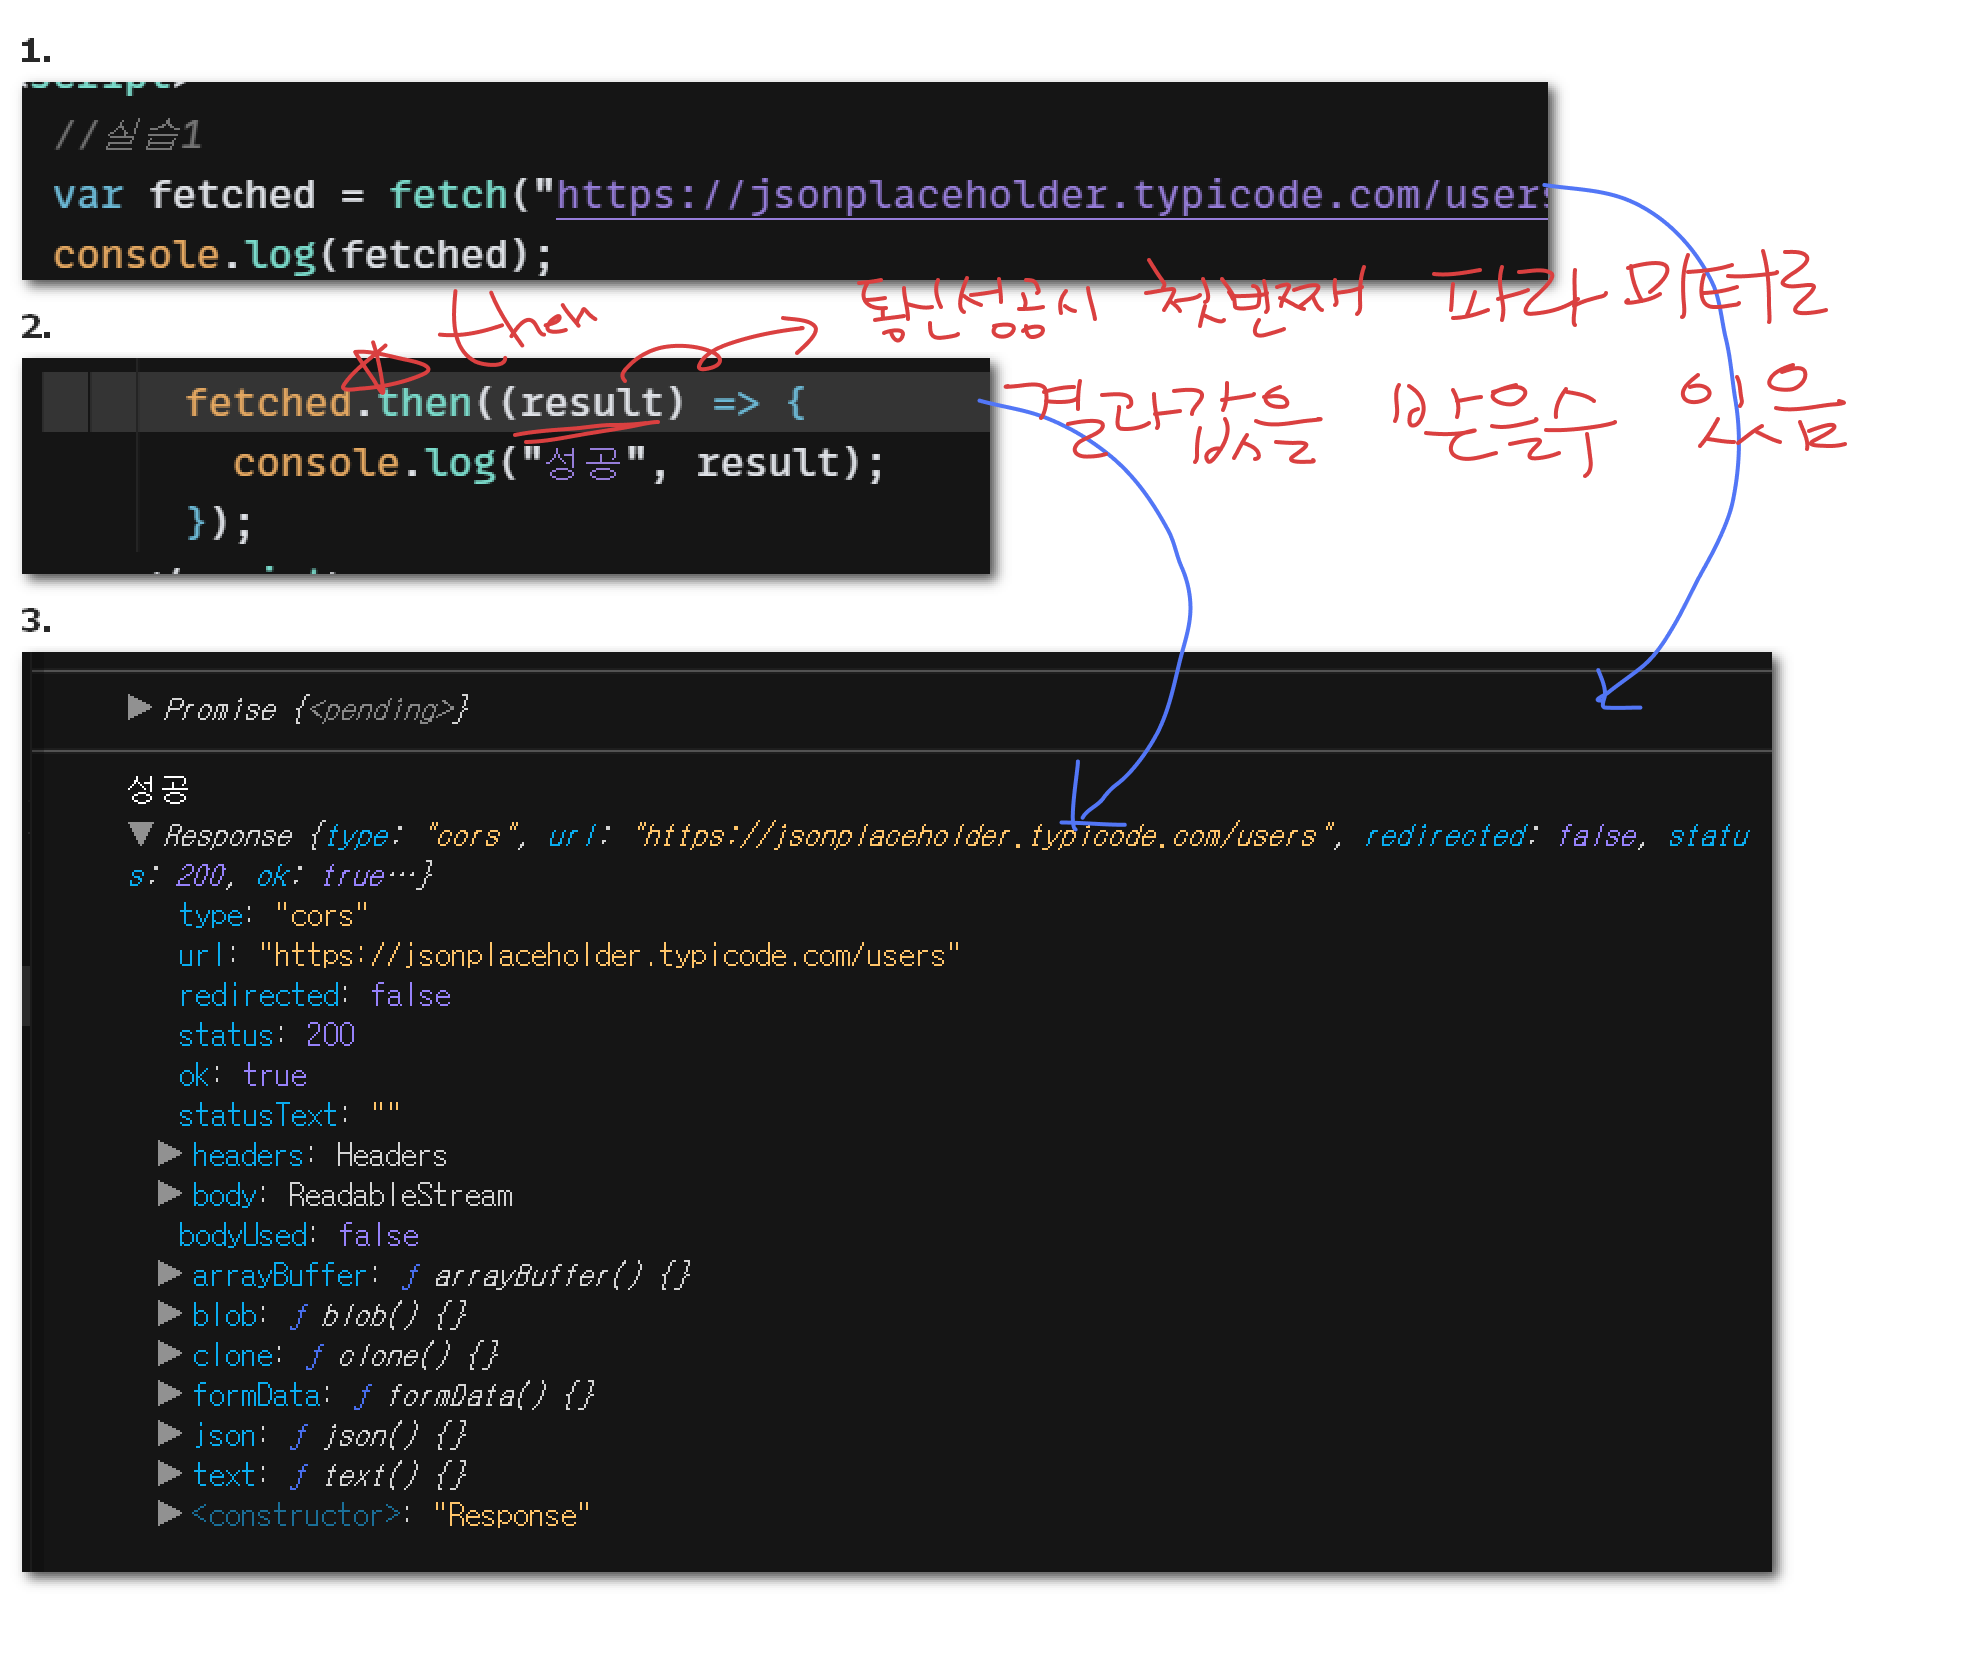 1.
//실습1
var fetched = fetch("https://jsonplaceholder.typicode.com/users
console.log(fetched);
then
통신성공시 첫번째 파라미터로
2.
fetched.then((result) => {
결과값을 받을수 있음
console.log("성공", result);
});
3.
▶ Promise {<pending>}
성공
▼ Response {type: "cors", url: "https://jsonplaceholder.typicode.com/users", redirected: false, statu
s: 200, ok: true…}
type: "cors"
url: "https://jsonplaceholder.typicode.com/users"
redirected: false
status: 200
ok: true
statusText: ""
▶ headers: Headers
▶ body: ReadableStream
bodyUsed: false
▶ arrayBuffer: ƒ arrayBuffer() {}
▶ blob: ƒ blob() {}
▶ clone: ƒ clone() {}
▶ formData: ƒ formData() {}
▶ json: ƒ json() {}
▶ text: ƒ text() {}
▶ <constructor>: "Response"